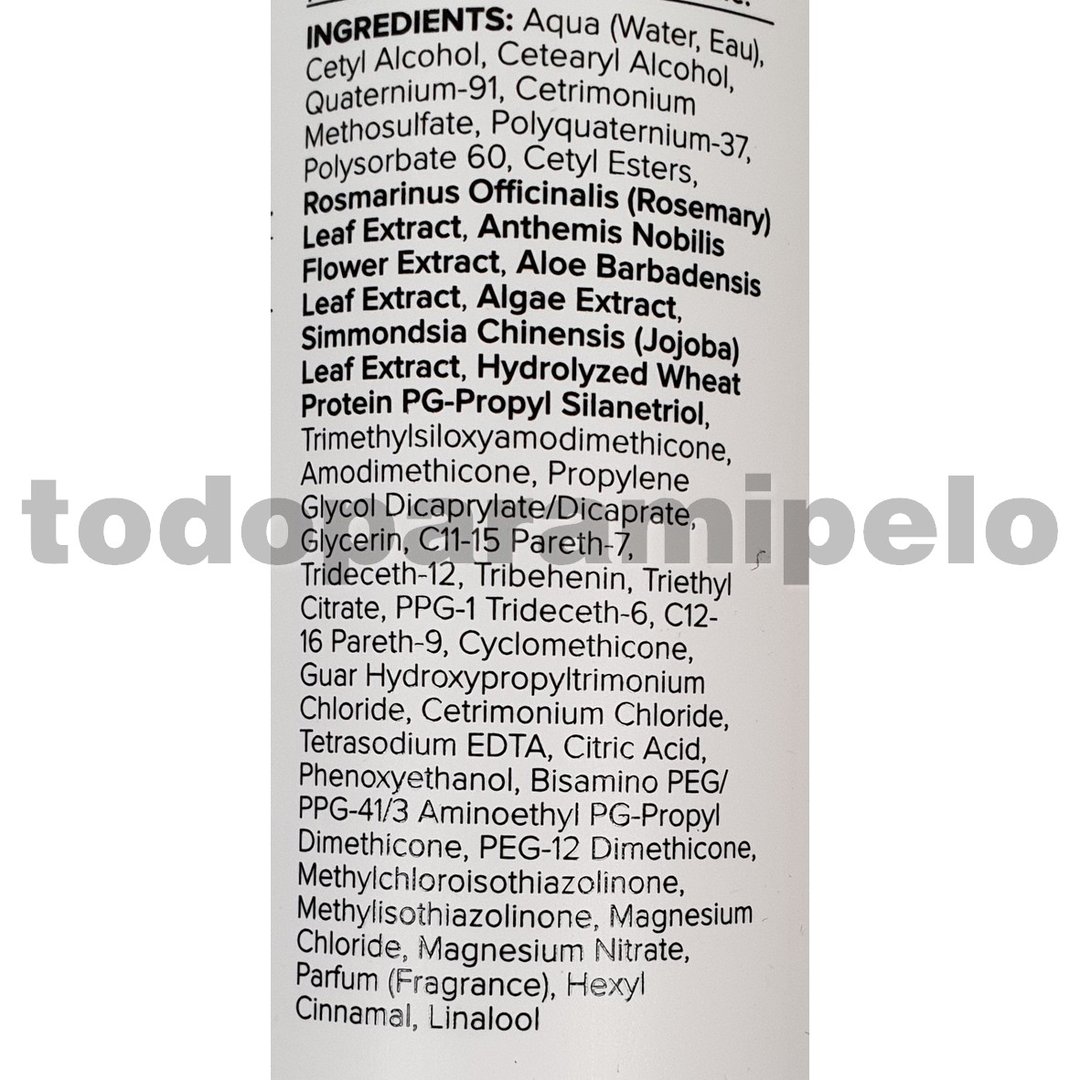 INGREDIENTS: Aqua (Water, Eau),
Cetyl Alcohol, Cetearyl Alcohol,
Quaternium-91, Cetrimonium
Methosulfate, Polyquaternium-37,
Polysorbate 60, Cetyl Esters,
Rosmarinus Officinalis (Rosemary)
Leaf Extract, Anthemis Nobilis
Flower Extract, Aloe Barbadensis
Leaf Extract, Algae Extract,
Simmondsia Chinensis (Jojoba)
Leaf Extract, Hydrolyzed Wheat
Protein PG-Propyl Silanetriol,
Trimethylsiloxyamodimethicone,
Amodimethicone, Propylene
Glycol Dicaprylate/Dicaprate,
todoparamipelo
Glycerin, C11-15 Pareth-7,
Trideceth-12, Tribehenin, Triethyl
Citrate, PPG-1 Trideceth-6, C12-
16 Pareth-9, Cyclomethicone,
Guar Hydroxypropyltrimonium
Chloride, Cetrimonium Chloride,
Tetrasodium EDTA, Citric Acid,
Phenoxyethanol, Bisamino PEG/
PPG-41/3 Aminoethyl PG-Propyl
Dimethicone, PEG-12 Dimethicone,
Methylchloroisothiazolinone,
Methylisothiazolinone, Magnesium
Chloride, Magnesium Nitrate,
Parfum (Fragrance), Hexyl
Cinnamal, Linalool